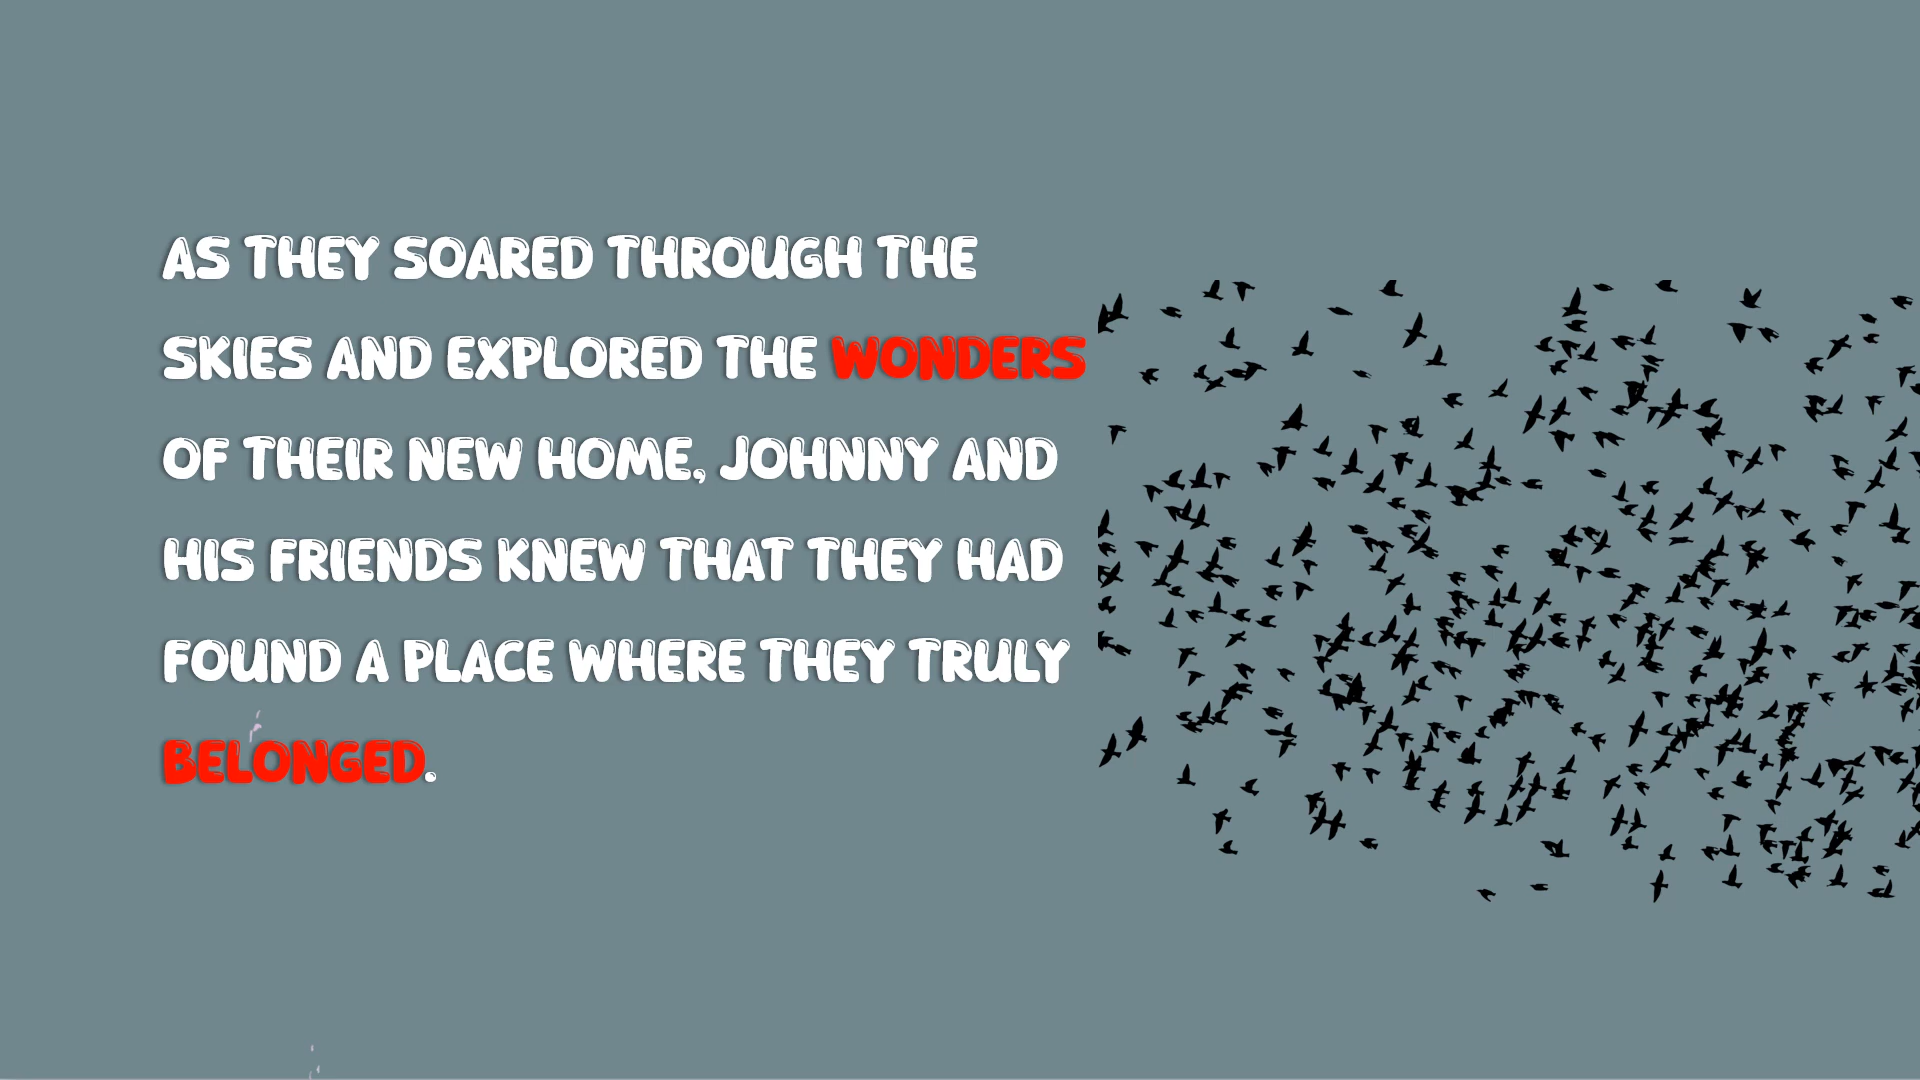 AS THEY SOARED THROUGH THE
SKIES AND EXPLORED THE WONDERS
OF THEIR NEW HOME, JOHNNY AND
HIS FRIENDS KNEW THAT THEY HAD
FOUND A PLACE WHERE THEY TRULY
BELONGED.